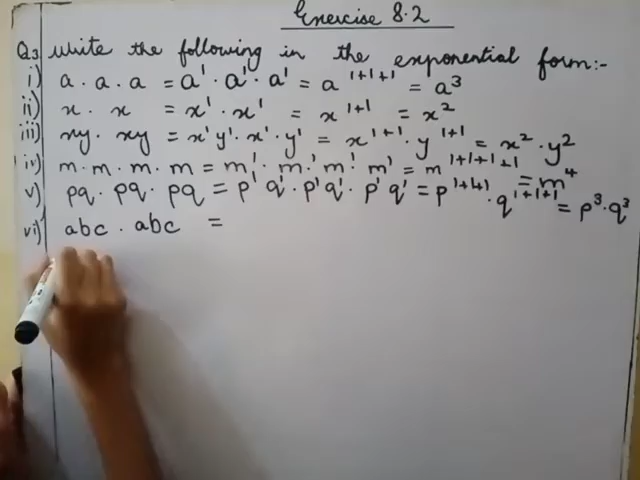 Exercise 8.2
Q3 Write the following in the exponential form:-
i) a · a · a = a¹ · a¹ · a¹ = a¹⁺¹⁺¹ = a³
ii) x · x = x¹ · x¹ = x¹⁺¹ = x²
iii) xy · xy = x¹y¹ · x¹ · y¹ = x¹⁺¹ · y¹⁺¹ = x² · y²
iv) m · m · m · m = m¹ · m¹ · m¹ · m¹ = m¹⁺¹⁺¹⁺¹ = m⁴
v) pq · pq · pq = p¹ q¹ · p¹q¹ · p¹ q¹ = p¹⁺¹⁺¹ · q¹⁺¹⁺¹ = p³ · q³
vi) abc · abc =